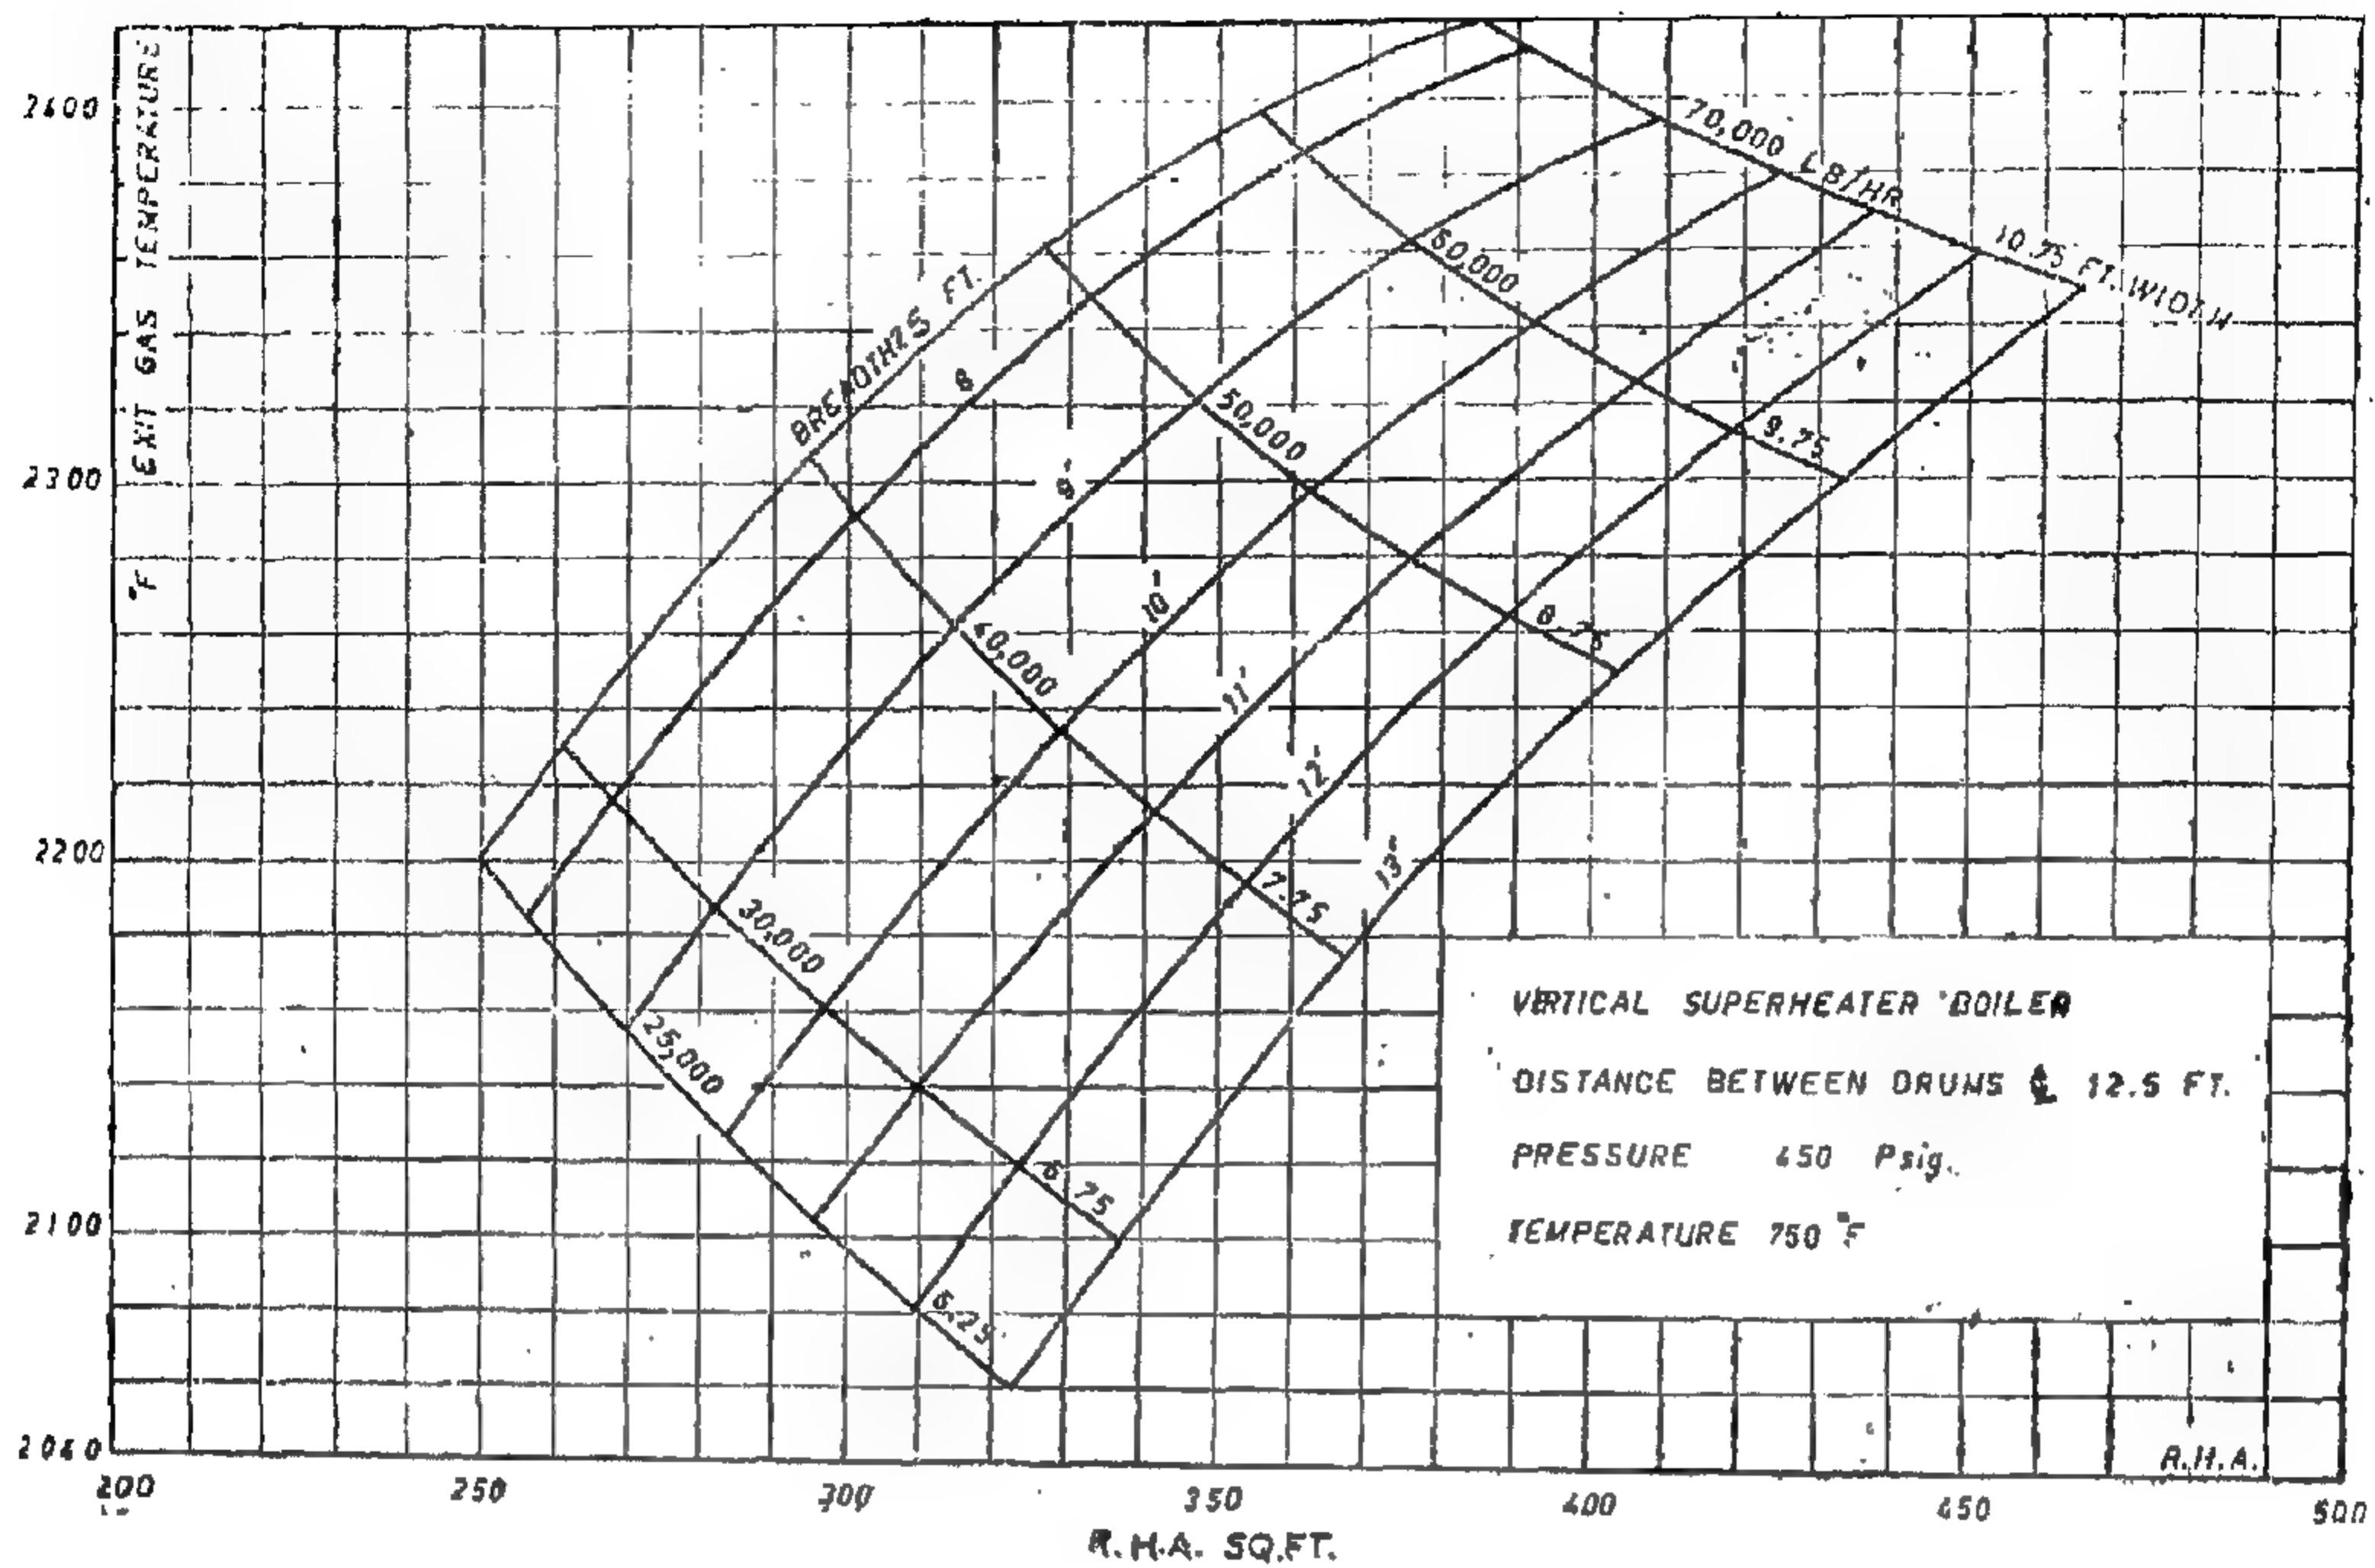 °F EXIT GAS TEMPERATURE
2400
2300
2200
2100
2040
200
250
300
350
400
450
500
R.H.A. SQ.FT.
R.H.A.
BREADTHES FT.
8
9'
10'
11'
12'
13'
70,000 LB/HR
10.75 FT. WIDTH
60,000
9.75
50,000
8.75
40,000
7.75
30,000
6.75
25,000
6.25
VERTICAL SUPERHEATER BOILER
DISTANCE BETWEEN DRUMS ℄ 12.5 FT.
PRESSURE 450 Psig.
TEMPERATURE 750 °F